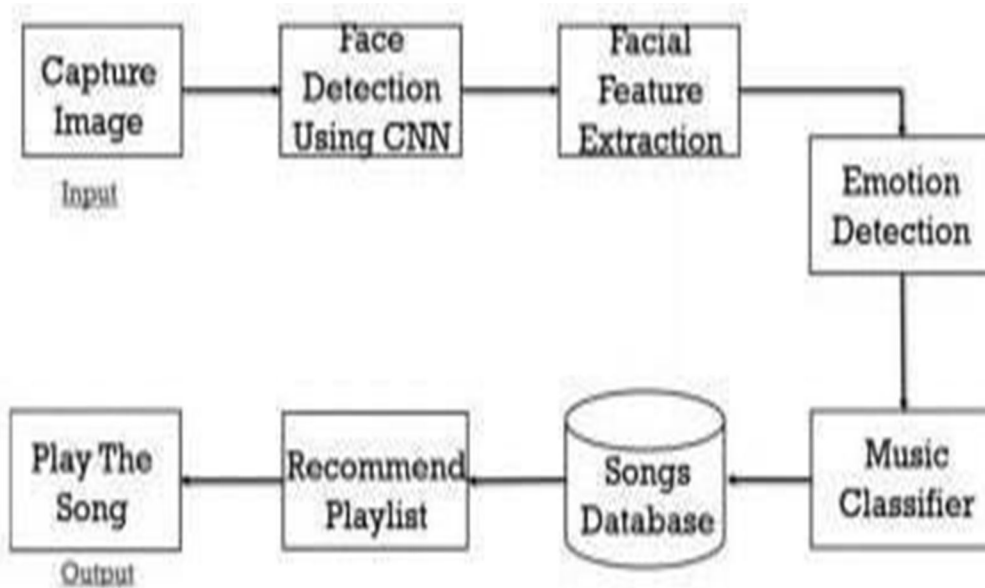 Capture
Image
Input
Face
Detection
Using CNN
Facial
Feature
Extraction
Emotion
Detection
Music
Classifier
Songs
Database
Recommend
Playlist
Play The
Song
Output